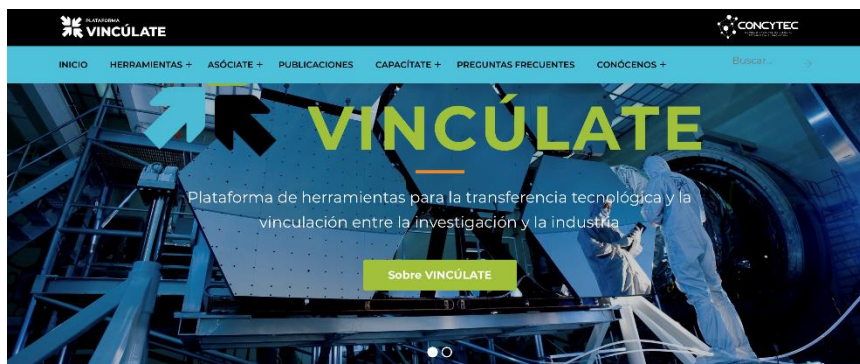 PLATAFORMA
VINCÚLATE
CONCYTEC
INICIO HERRAMIENTAS + ASÓCIATE + PUBLICACIONES CAPACÍTATE + PREGUNTAS FRECUENTES CONÓCENOS + Buscar...
VINCÚLATE
Plataforma de herramientas para la transferencia tecnológica y la
vinculación entre la investigación y la industria
Sobre VINCÚLATE